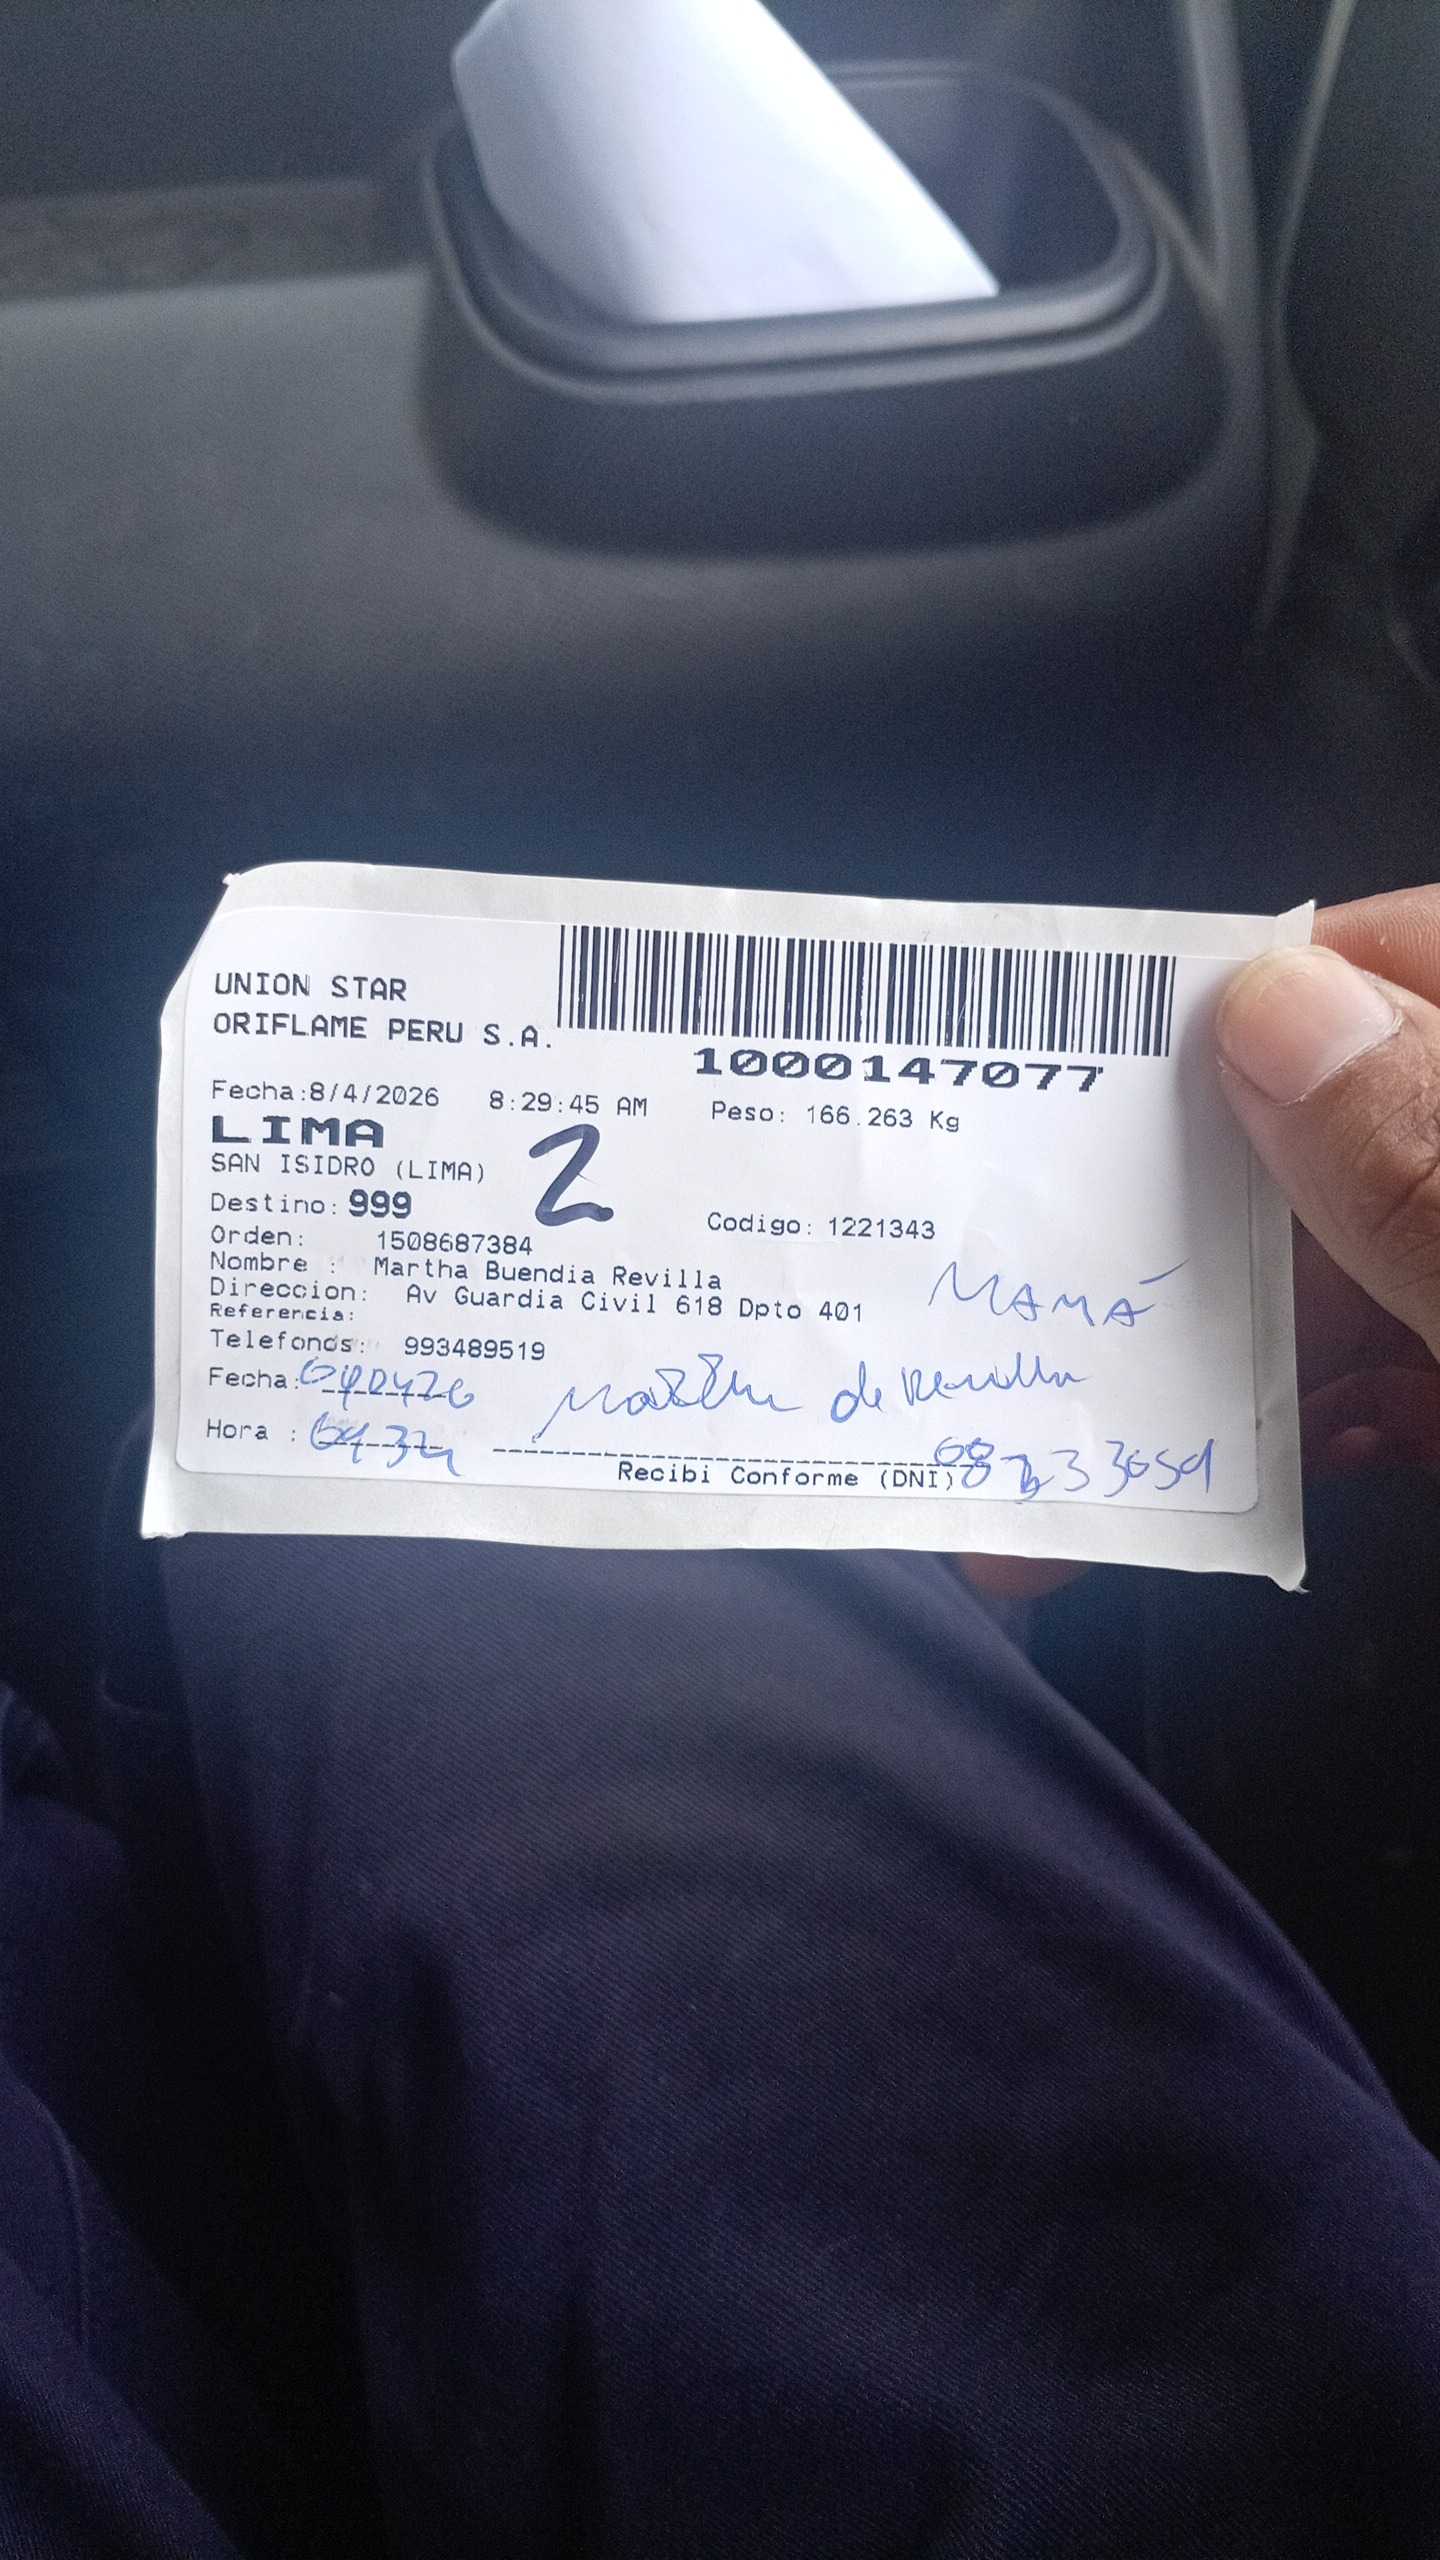 UNION STAR
ORIFLAME PERU S.A.
1000147077
Fecha:8/4/2026 8:29:45 AM Peso: 166.263 Kg
LIMA
SAN ISIDRO (LIMA)
2
Destino: 999
Codigo: 1221343
Orden: 1508687384
Nombre : Martha Buendia Revilla
Direccion: Av Guardia Civil 618 Dpto 401
MAMÁ
Referencia:
Telefonos: 993489519
Fecha:
de Revilla
Hora :
Recibi Conforme (DNI)